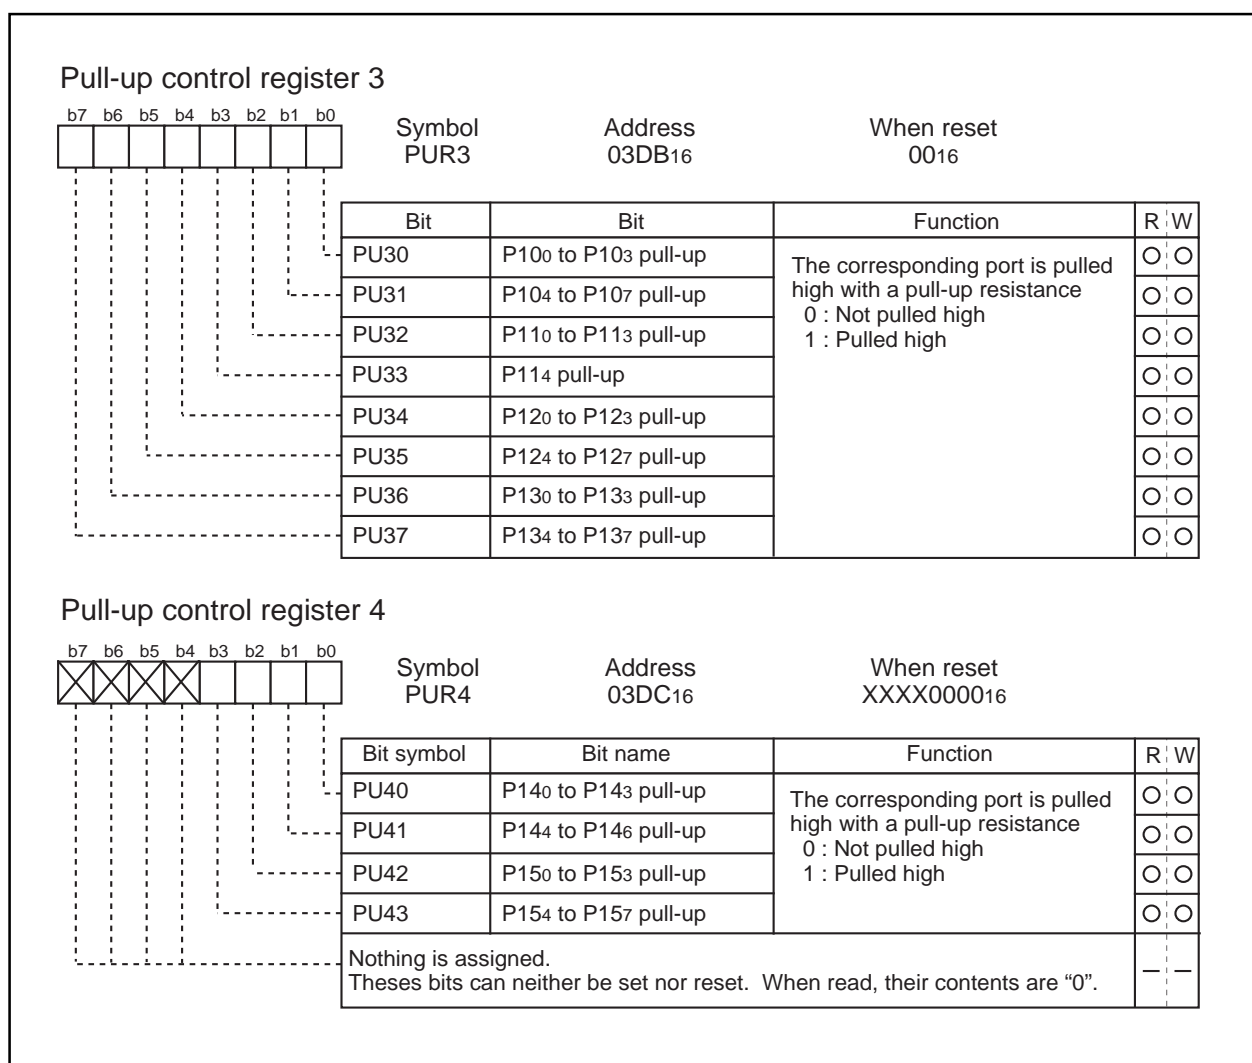 Pull-up control register 3
b7 b6 b5 b4 b3 b2 b1 b0
Symbol Address When reset
PUR3 03DB16 0016
Bit Bit Function R W
PU30 P100 to P103 pull-up The corresponding port is pulled
PU31 P104 to P107 pull-up high with a pull-up resistance
0 : Not pulled high
PU32 P110 to P113 pull-up 1 : Pulled high
PU33 P114 pull-up
PU34 P120 to P123 pull-up
PU35 P124 to P127 pull-up
PU36 P130 to P133 pull-up
PU37 P134 to P137 pull-up
Pull-up control register 4
b7 b6 b5 b4 b3 b2 b1 b0
Symbol Address When reset
PUR4 03DC16 XXXX000016
Bit symbol Bit name Function R W
PU40 P140 to P143 pull-up The corresponding port is pulled
PU41 P144 to P146 pull-up high with a pull-up resistance
0 : Not pulled high
PU42 P150 to P153 pull-up 1 : Pulled high
PU43 P154 to P157 pull-up
Nothing is assigned.
Theses bits can neither be set nor reset. When read, their contents are “0”. – –